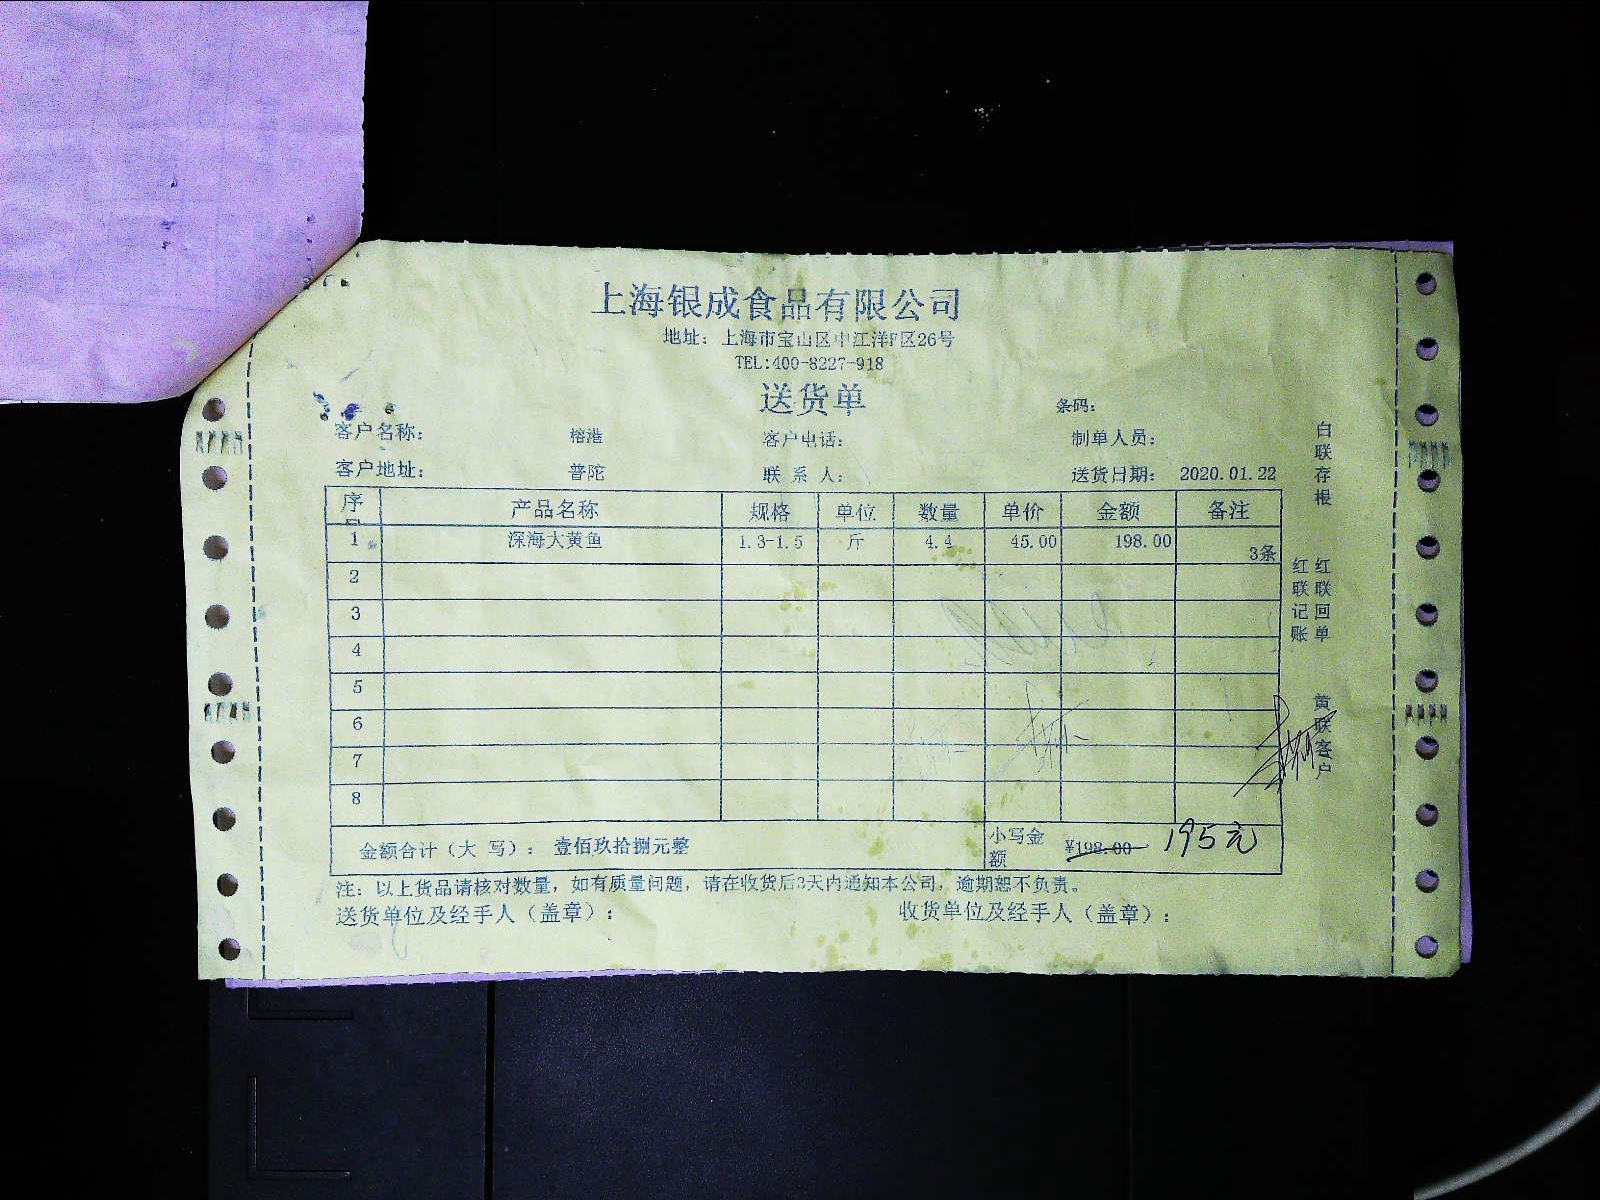 上海银成食品有限公司
地址：上海市宝山区中江洋F区26号
TEL:400-8227-918
送货单
条码：
客户名称： 榕港 客户电话： 制单人员：
客户地址： 普陀 联系人： 送货日期： 2020.01.22
序号 产品名称 规格 单位 数量 单价 金额 备注
1 深海大黄鱼 1.3-1.5 斤 4.4 45.00 198.00 3条
2
3
4
5
6
7
8
金额合计（大 写）： 壹佰玖拾捌元整 小写金额 ¥198.00 195元
注：以上货品请核对数量，如有质量问题，请在收货后3天内通知本公司，逾期恕不负责。
送货单位及经手人（盖章）： 收货单位及经手人（盖章）：
白联存根
红联回单
红联记账
黄联客户